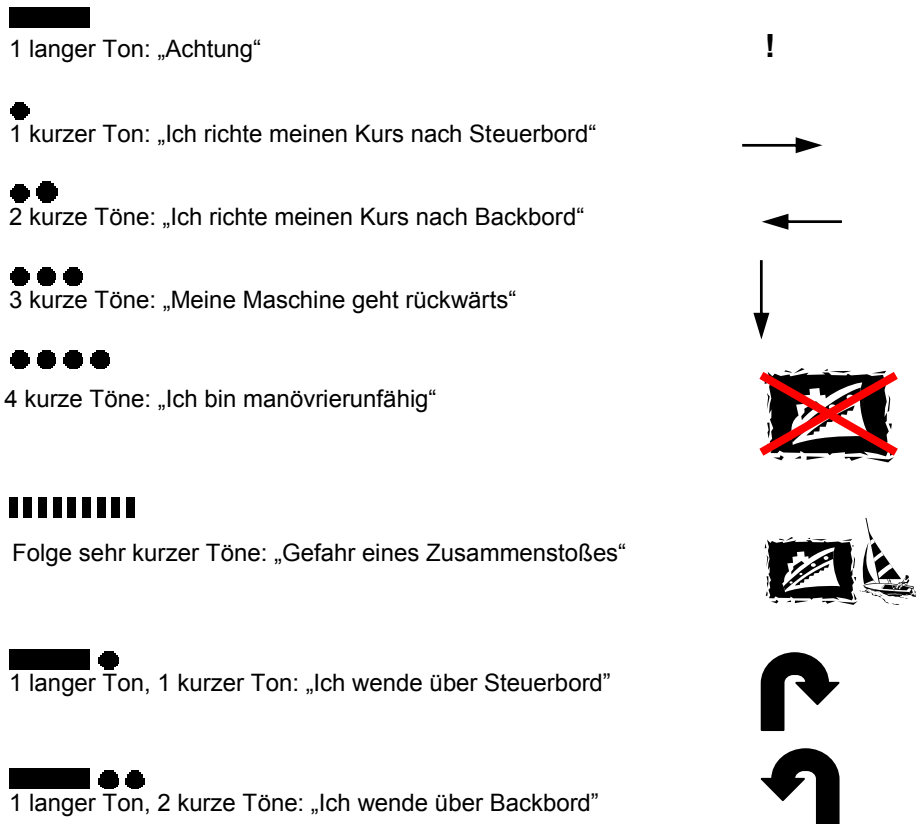 1 langer Ton: „Achtung“
!
1 kurzer Ton: „Ich richte meinen Kurs nach Steuerbord“
2 kurze Töne: „Ich richte meinen Kurs nach Backbord“
3 kurze Töne: „Meine Maschine geht rückwärts“
4 kurze Töne: „Ich bin manövrierunfähig“
Folge sehr kurzer Töne: „Gefahr eines Zusammenstoßes“
1 langer Ton, 1 kurzer Ton: „Ich wende über Steuerbord”
1 langer Ton, 2 kurze Töne: „Ich wende über Backbord”